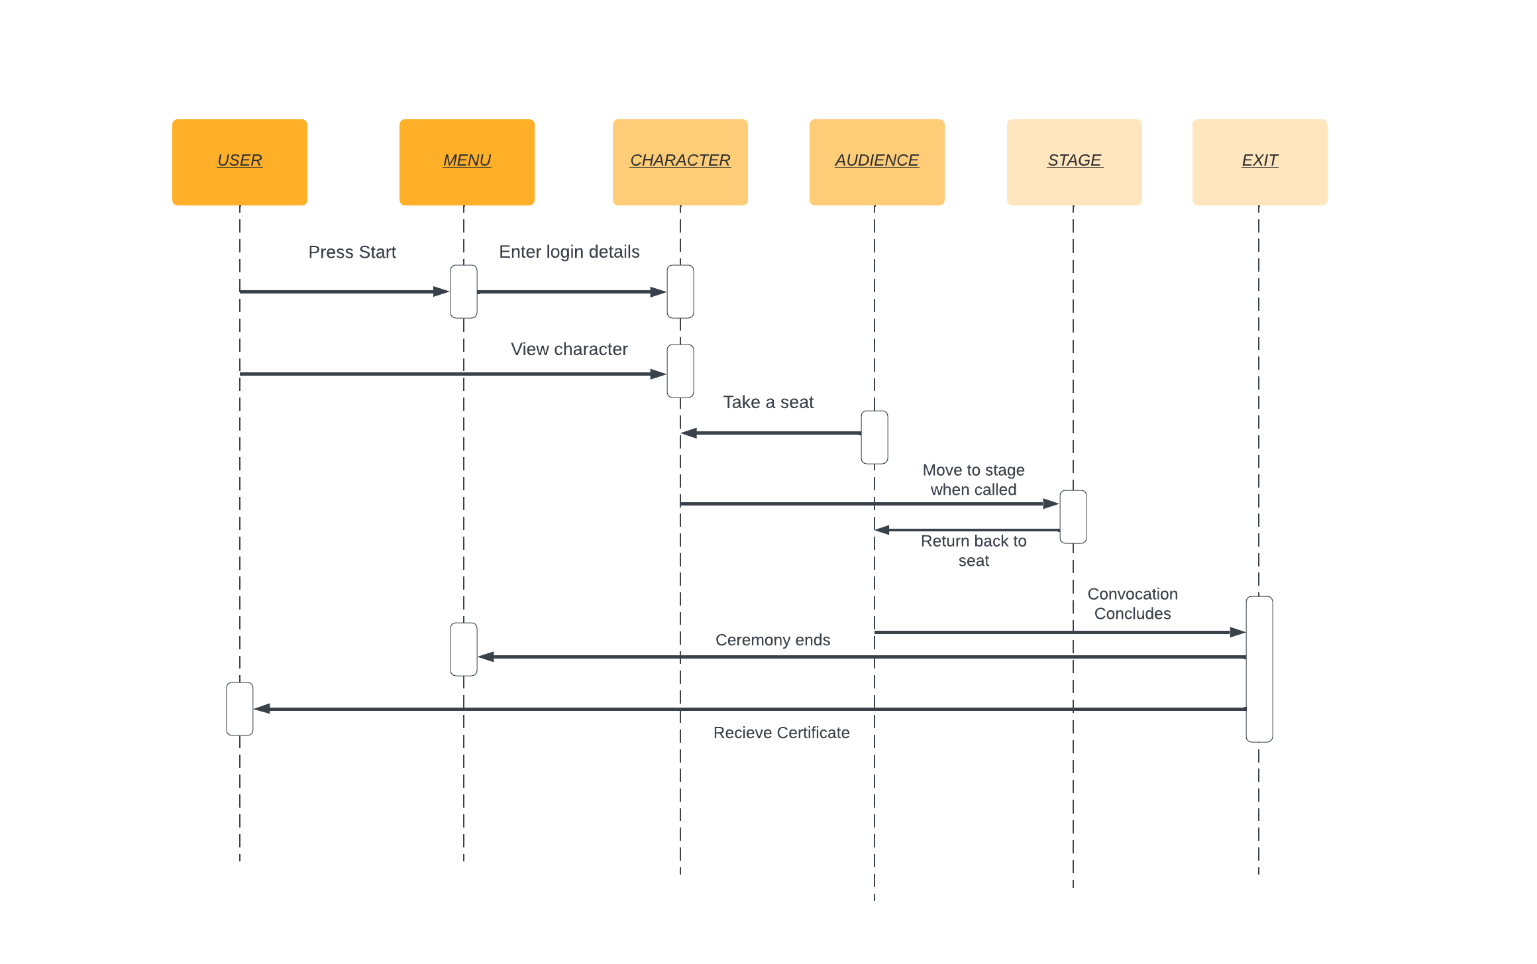 USER
MENU
CHARACTER
AUDIENCE
STAGE
EXIT
Press Start
Enter login details
View character
Take a seat
Move to stage
when called
Return back to
seat
Convocation
Concludes
Ceremony ends
Recieve Certificate